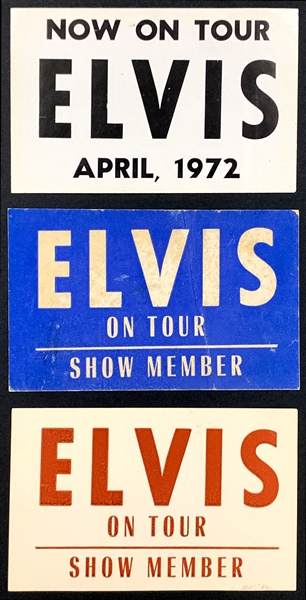 NOW ON TOUR
ELVIS
APRIL, 1972
ELVIS
ON TOUR
SHOW MEMBER
ELVIS
ON TOUR
SHOW MEMBER